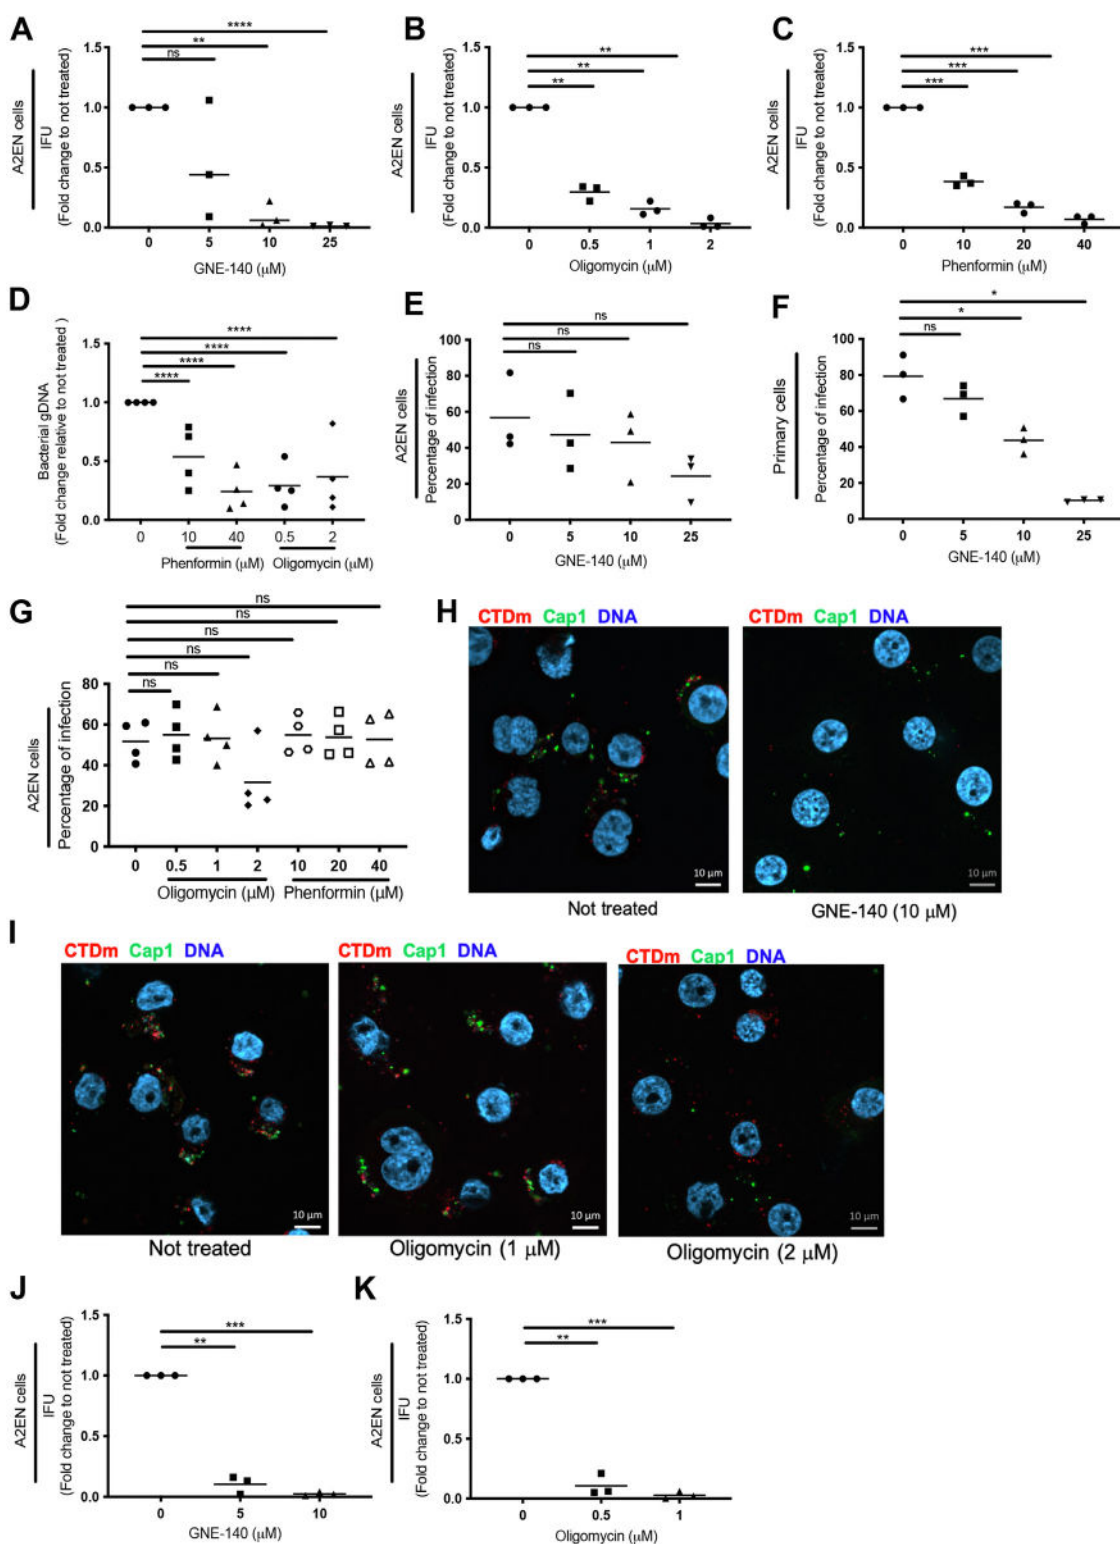 A
A2EN cells
IFU
(Fold change to not treated)
1.5
1.0
0.5
0.0
****
**
ns
0 5 10 25
GNE-140 (μM)
B
A2EN cells
IFU
(Fold change to not treated)
1.5
1.0
0.5
0.0
**
**
**
0 0.5 1 2
Oligomycin (μM)
C
A2EN cells
IFU
(Fold change to not treated)
1.5
1.0
0.5
0.0
***
***
***
0 10 20 40
Phenformin (μM)
D
Bacterial gDNA
(Fold change relative to not treated )
1.5
1.0
0.5
0.0
****
****
****
****
0 10 40 0.5 2
Phenformin (μM) Oligomycin (μM)
E
A2EN cells
Percentage of infection
100
80
60
40
20
0
ns
ns
ns
0 5 10 25
GNE-140 (μM)
F
Primary cells
Percentage of infection
100
80
60
40
20
0
*
*
ns
0 5 10 25
GNE-140 (μM)
G
A2EN cells
Percentage of infection
80
60
40
20
0
ns
ns
ns
ns
ns
ns
0 0.5 1 2 10 20 40
Oligomycin (μM) Phenformin (μM)
H
CTDm Cap1 DNA
10 μm
Not treated
CTDm Cap1 DNA
10 μm
GNE-140 (10 μM)
I
CTDm Cap1 DNA
10 μm
Not treated
CTDm Cap1 DNA
10 μm
Oligomycin (1 μM)
CTDm Cap1 DNA
10 μm
Oligomycin (2 μM)
J
A2EN cells
IFU
(Fold change to not treated)
1.5
1.0
0.5
0.0
***
**
0 5 10
GNE-140 (μM)
K
A2EN cells
IFU
(Fold change to not treated)
1.5
1.0
0.5
0.0
***
**
0 0.5 1
Oligomycin (μM)